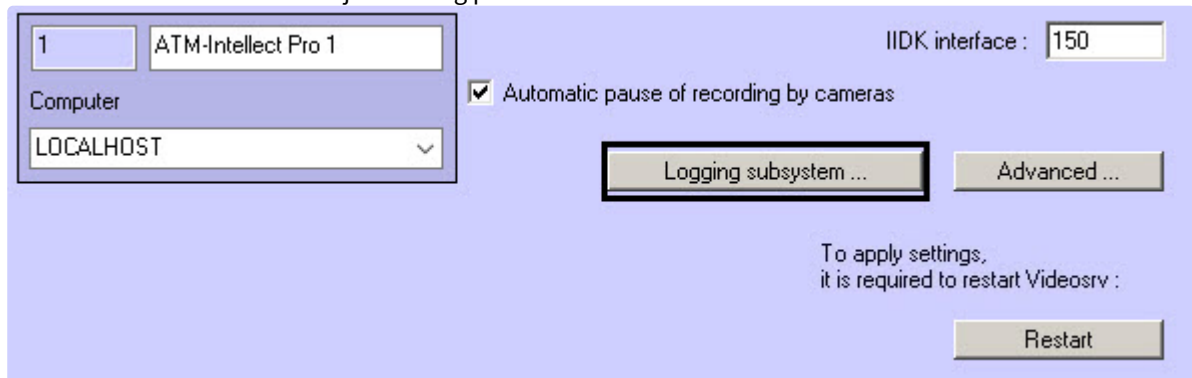 1
ATM-Intellect Pro 1
IIDK interface : 150
Computer
Automatic pause of recording by cameras
LOCALHOST
Logging subsystem ...
Advanced ...
To apply settings,
it is required to restart Videosrv :
Restart